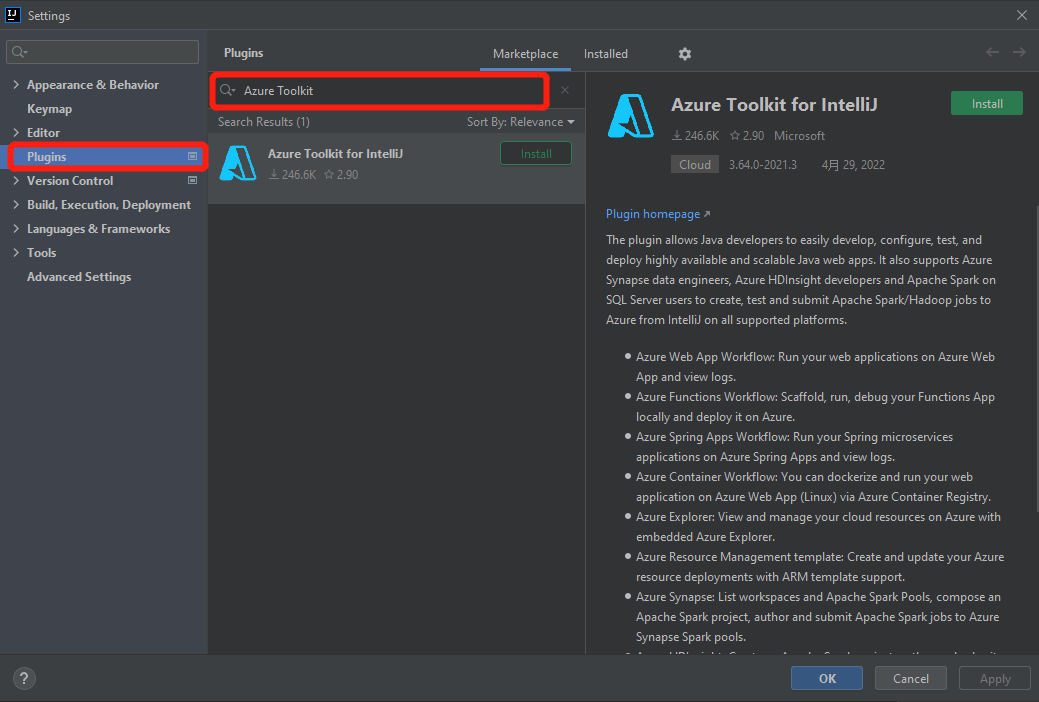 Settings
Plugins
Marketplace
Installed
Appearance & Behavior
Keymap
Editor
Plugins
Version Control
Build, Execution, Deployment
Languages & Frameworks
Tools
Advanced Settings
Azure Toolkit
Search Results (1)
Sort By: Relevance
Azure Toolkit for IntelliJ
246.6K 2.90
Install
Azure Toolkit for IntelliJ
Install
246.6K 2.90 Microsoft
Cloud 3.64.0-2021.3 4月 29, 2022
Plugin homepage
The plugin allows Java developers to easily develop, configure, test, and
deploy highly available and scalable Java web apps. It also supports Azure
Synapse data engineers, Azure HDInsight developers and Apache Spark on
SQL Server users to create, test and submit Apache Spark/Hadoop jobs to
Azure from IntelliJ on all supported platforms.
Azure Web App Workflow: Run your web applications on Azure Web
App and view logs.
Azure Functions Workflow: Scaffold, run, debug your Functions App
locally and deploy it on Azure.
Azure Spring Apps Workflow: Run your Spring microservices
applications on Azure Spring Apps and view logs.
Azure Container Workflow: You can dockerize and run your web
application on Azure Web App (Linux) via Azure Container Registry.
Azure Explorer: View and manage your cloud resources on Azure with
embedded Azure Explorer.
Azure Resource Management template: Create and update your Azure
resource deployments with ARM template support.
Azure Synapse: List workspaces and Apache Spark Pools, compose an
Apache Spark project, author and submit Apache Spark jobs to Azure
Synapse Spark pools.
?
OK
Cancel
Apply